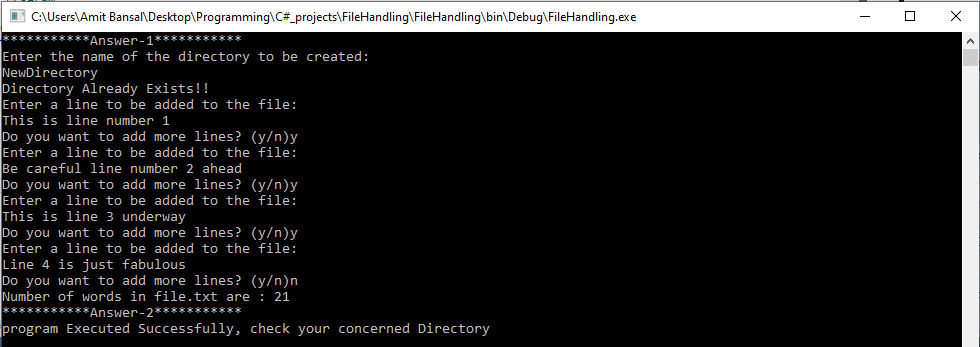 C:\Users\Amit Bansal\Desktop\Programming\C#_projects\FileHandling\FileHandling\bin\Debug\FileHandling.exe
***********Answer-1***********
Enter the name of the directory to be created:
NewDirectory
Directory Already Exists!!
Enter a line to be added to the file:
This is line number 1
Do you want to add more lines? (y/n)y
Enter a line to be added to the file:
Be careful line number 2 ahead
Do you want to add more lines? (y/n)y
Enter a line to be added to the file:
This is line 3 underway
Do you want to add more lines? (y/n)y
Enter a line to be added to the file:
Line 4 is just fabulous
Do you want to add more lines? (y/n)n
Number of words in file.txt are : 21
***********Answer-2***********
program Executed Successfully, check your concerned Directory